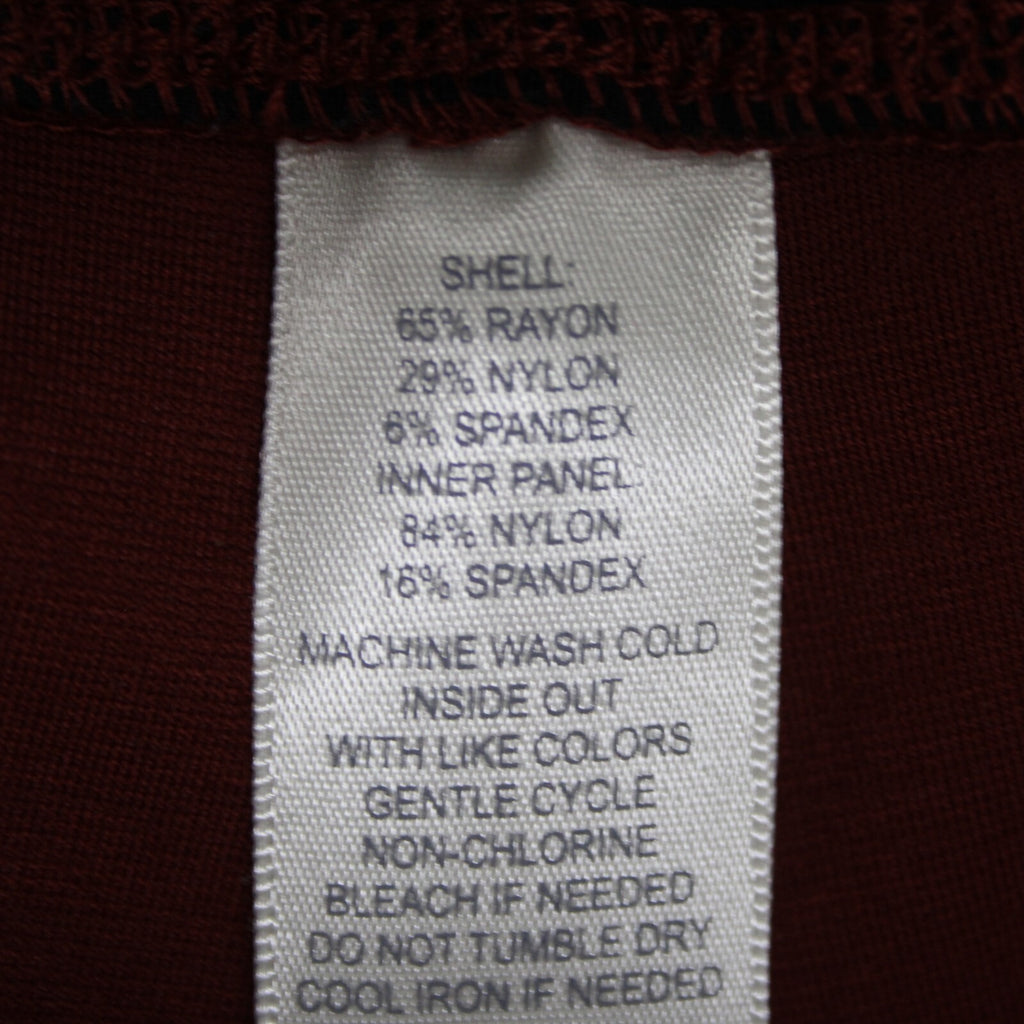 SHELL:
65% RAYON
29% NYLON
6% SPANDEX
INNER PANEL:
84% NYLON
16% SPANDEX
MACHINE WASH COLD
INSIDE OUT
WITH LIKE COLORS
GENTLE CYCLE
NON-CHLORINE
BLEACH IF NEEDED
DO NOT TUMBLE DRY
COOL IRON IF NEEDED